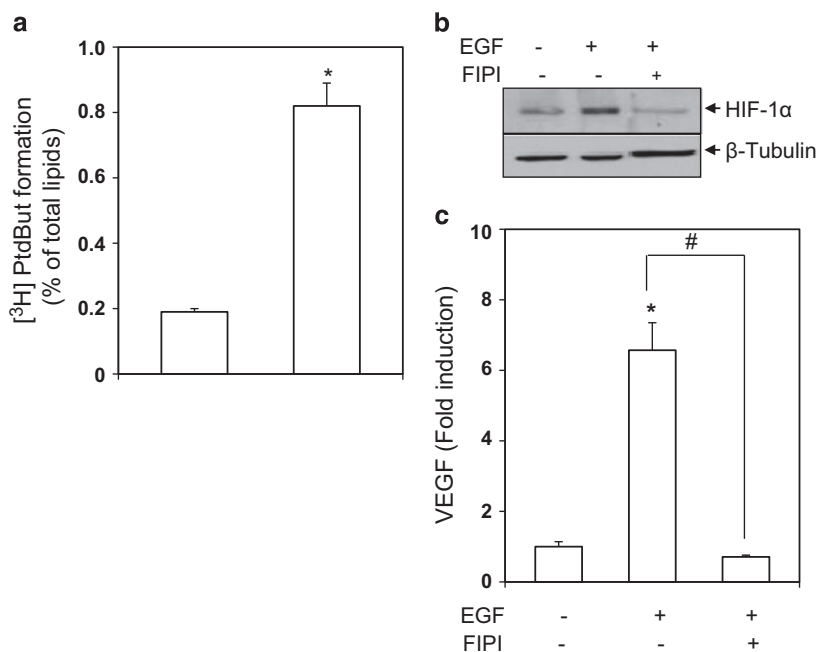 a
[³H] PtdBut formation
(% of total lipids)
1.0
0.8
0.6
0.4
0.2
0
*
b
EGF - + +
FIPI - - +
HIF-1α
β-Tubulin
c
VEGF (Fold induction)
10
8
6
4
2
0
*
#
EGF - + +
FIPI - - +